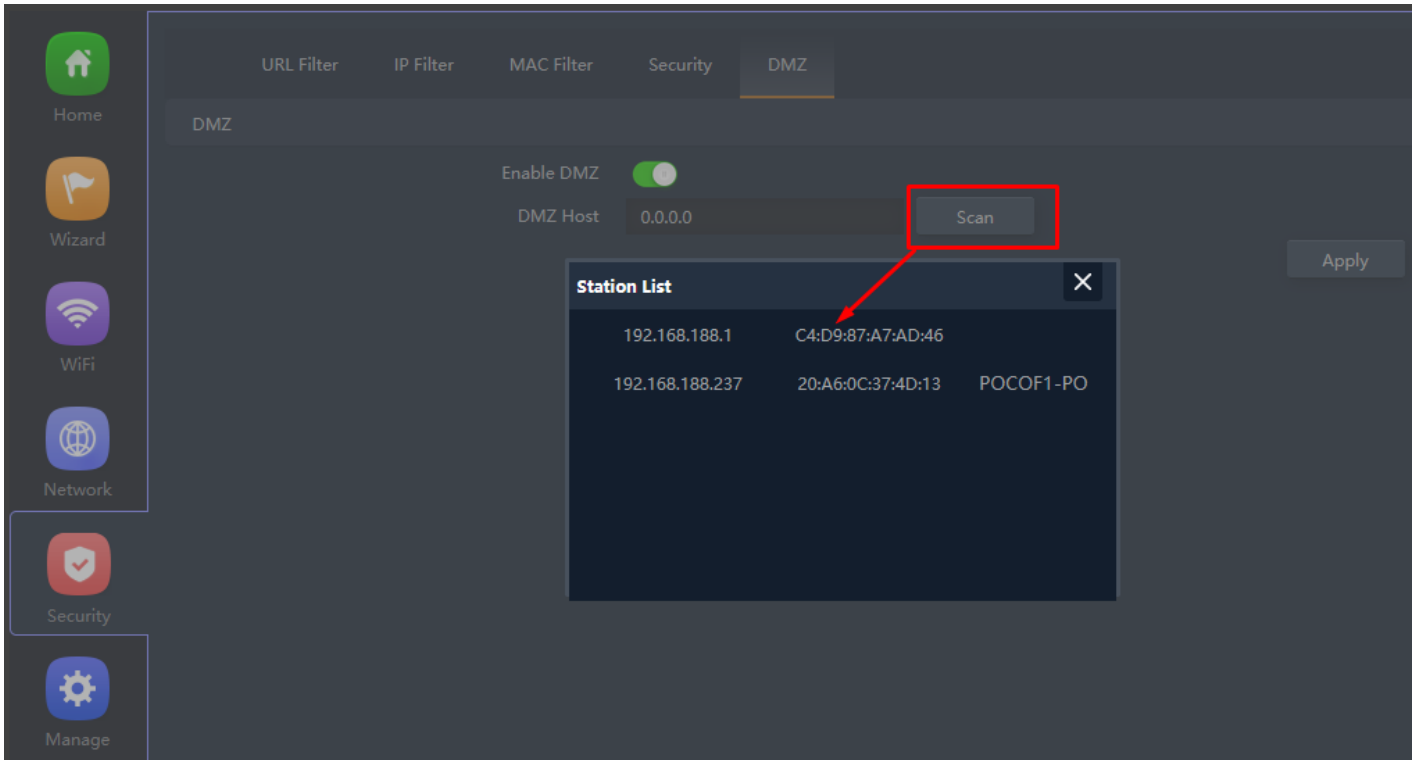 URL Filter IP Filter MAC Filter Security DMZ
Home
DMZ
Enable DMZ
DMZ Host 0.0.0.0 Scan
Wizard
Apply
Station List
192.168.188.1 C4:D9:87:A7:AD:46
192.168.188.237 20:A6:0C:37:4D:13 POCOF1-PO
WiFi
Network
Security
Manage